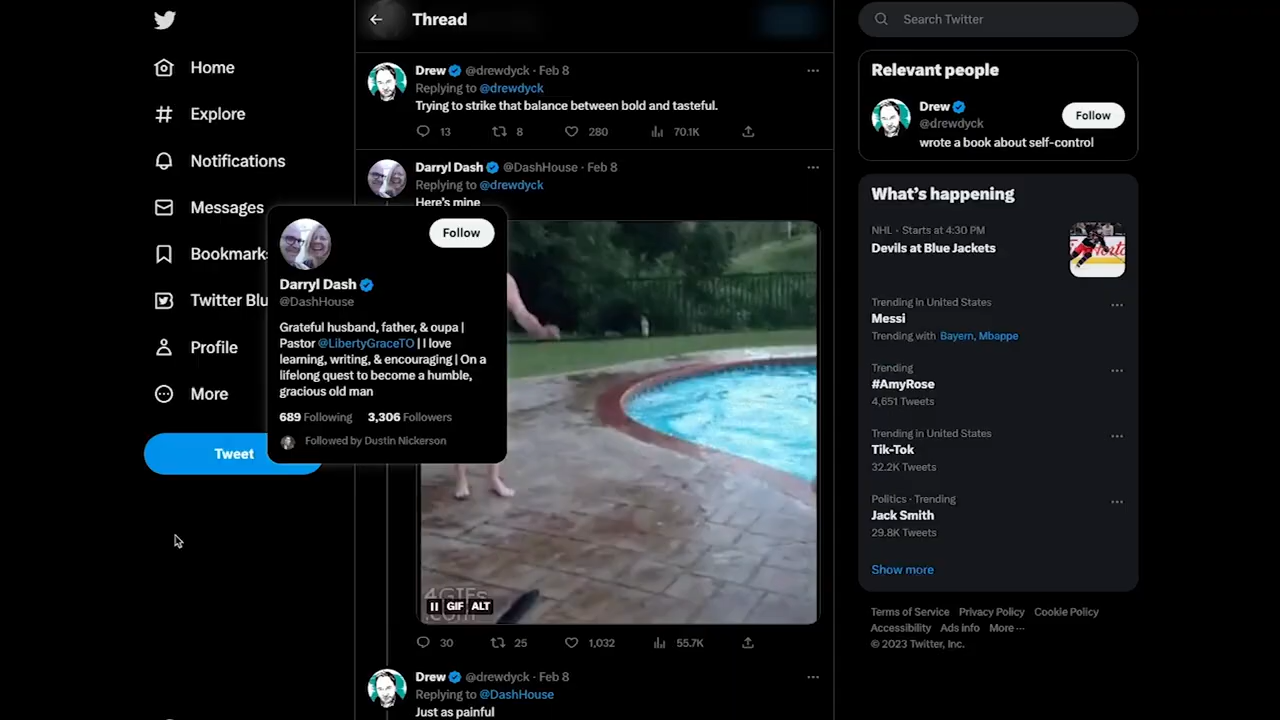 Home
Explore
Notifications
Messages
Bookmarks
Twitter Blu
Profile
More
Tweet
Thread
Drew @drewdyck · Feb 8
Replying to @drewdyck
Trying to strike that balance between bold and tasteful.
13 8 280 70.1K
Darryl Dash @DashHouse · Feb 8
Replying to @drewdyck
Here's mine
Follow
Darryl Dash
@DashHouse
Grateful husband, father, & oupa |
Pastor @LibertyGraceTO | I love
learning, writing, & encouraging | On a
lifelong quest to become a humble,
gracious old man
689 Following 3,306 Followers
Followed by Dustin Nickerson
4GIFs
.com
GIF ALT
30 25 1,032 55.7K
Drew @drewdyck · Feb 8
Replying to @DashHouse
Just as painful
Search Twitter
Relevant people
Drew
@drewdyck
Follow
wrote a book about self-control
What's happening
NHL · Starts at 4:30 PM
Devils at Blue Jackets
Trending in United States
Messi
Trending with Bayern, Mbappe
Trending
#AmyRose
4,651 Tweets
Trending in United States
Tik-Tok
32.2K Tweets
Politics · Trending
Jack Smith
29.8K Tweets
Show more
Terms of Service Privacy Policy Cookie Policy
Accessibility Ads info More ···
© 2023 Twitter, Inc.